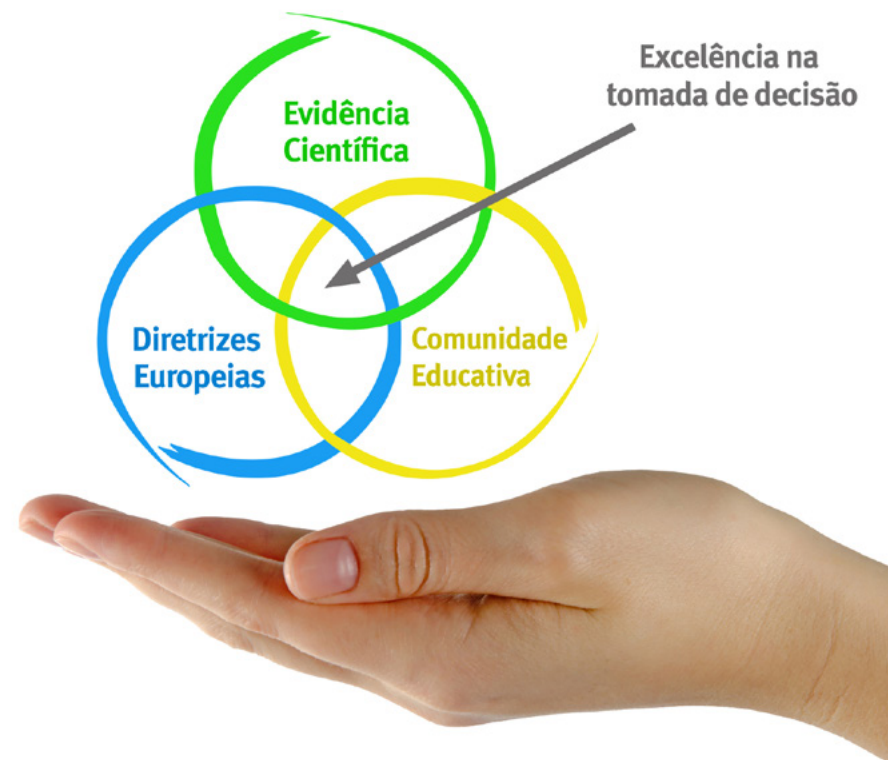 Excelência na
tomada de decisão
Evidência
Científica
Diretrizes
Europeias
Comunidade
Educativa